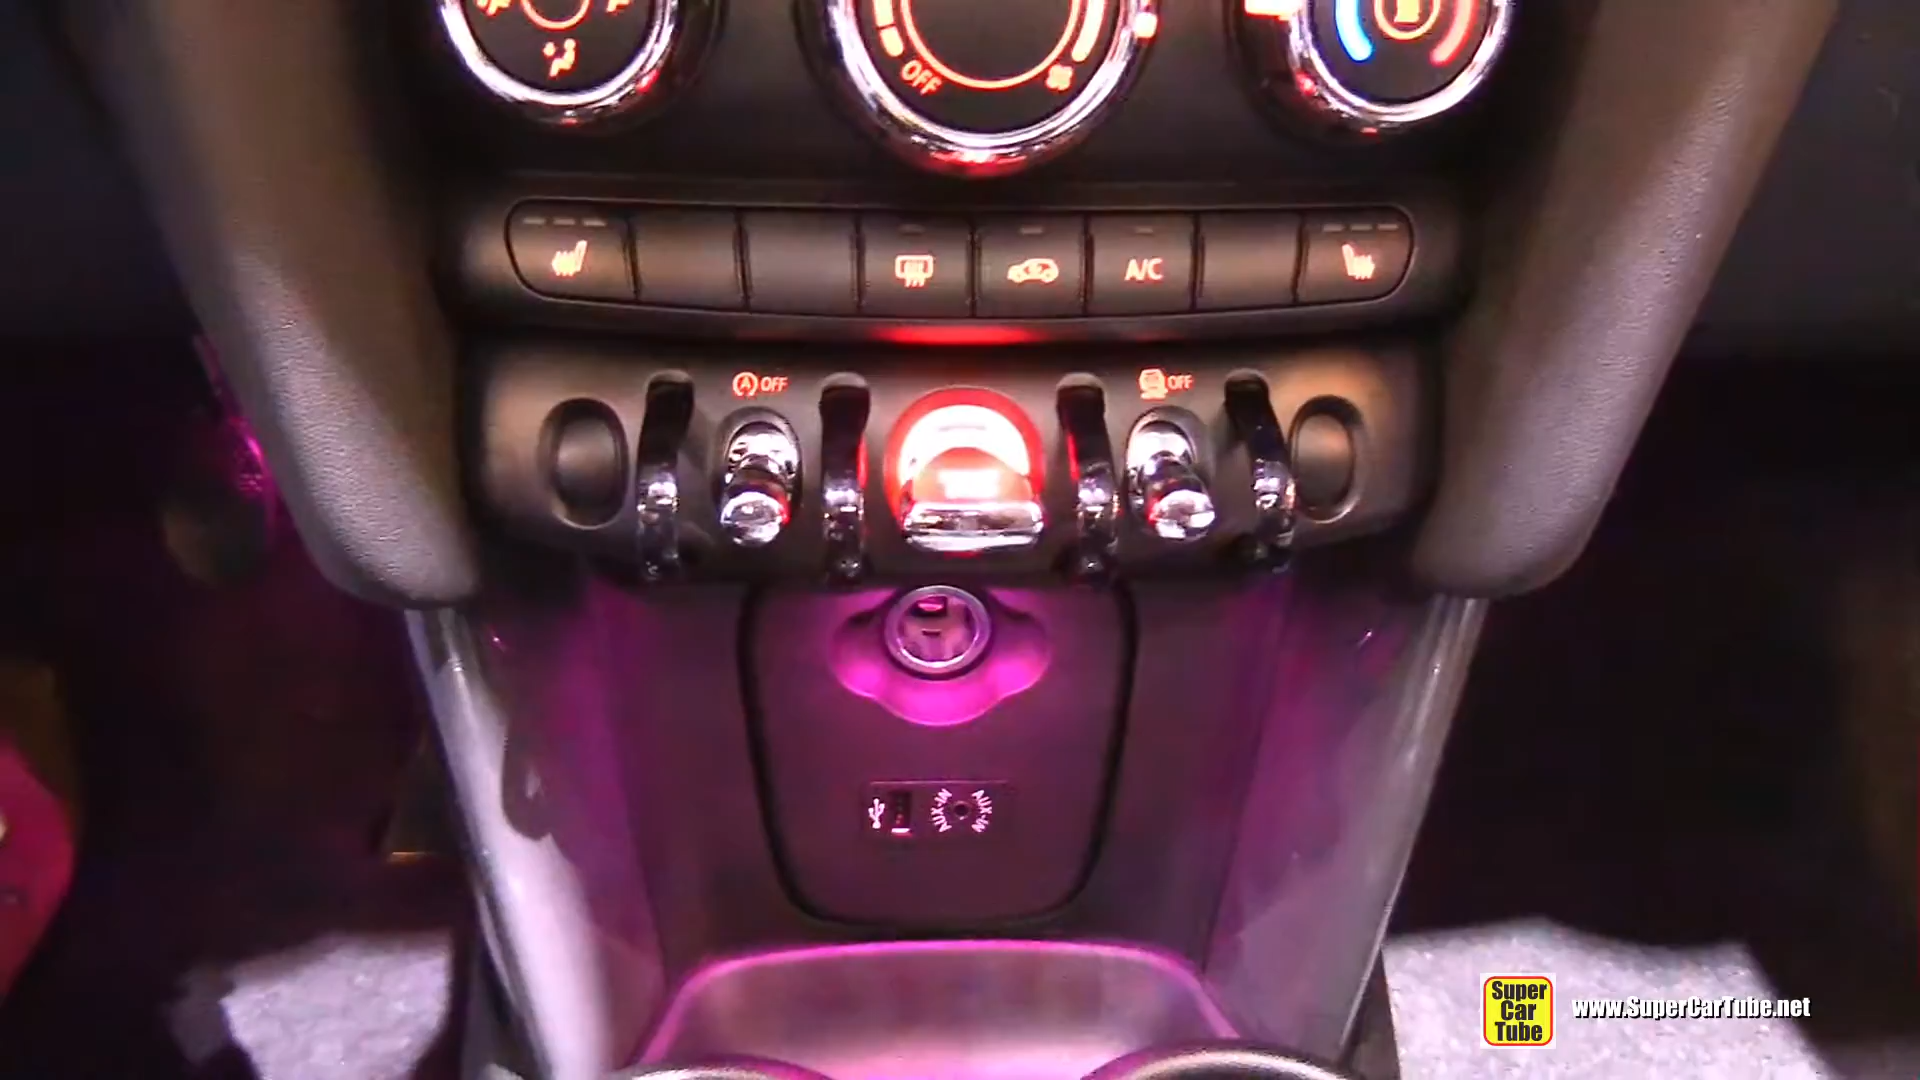 OFF
A/C
A OFF
OFF
AUX-IN AUX-IN
Super
Car
Tube
www.SuperCarTube.net